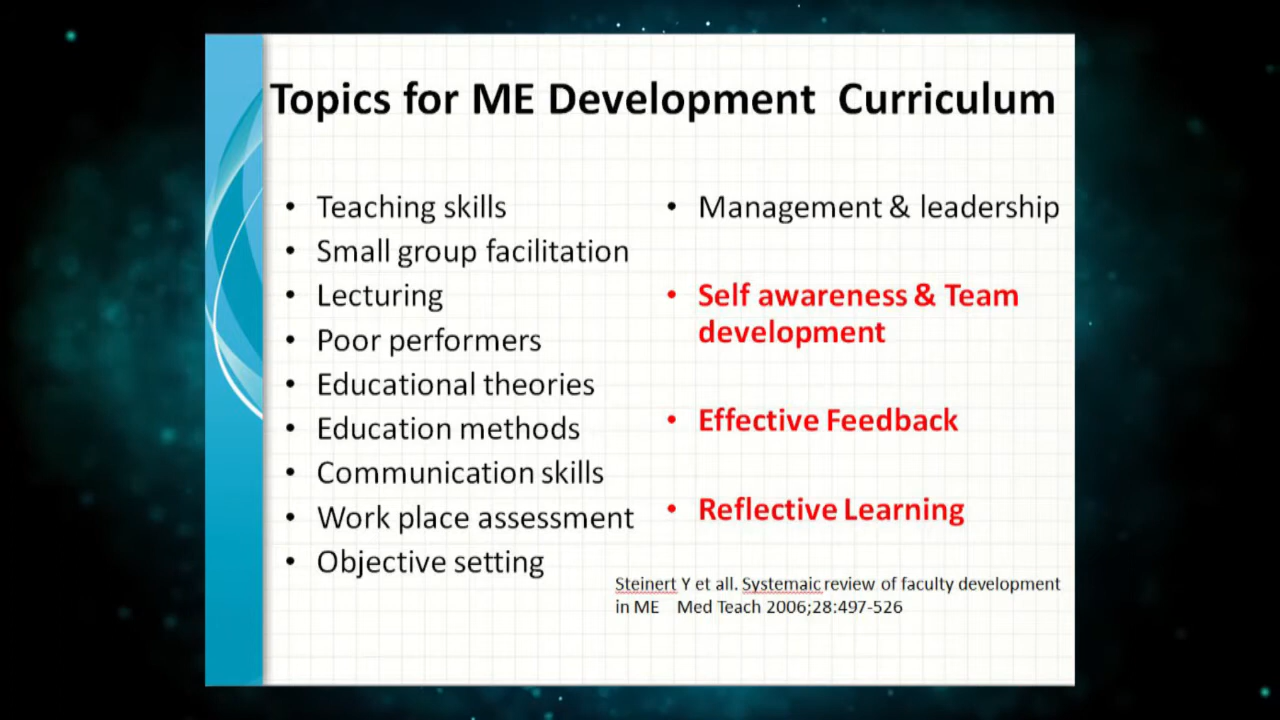 Topics for ME Development Curriculum
• Teaching skills
• Small group facilitation
• Lecturing
• Poor performers
• Educational theories
• Education methods
• Communication skills
• Work place assessment
• Objective setting
• Management & leadership
• Self awareness & Team
development
• Effective Feedback
• Reflective Learning
Steinert Y et all. Systemaic review of faculty development
in ME Med Teach 2006;28:497-526